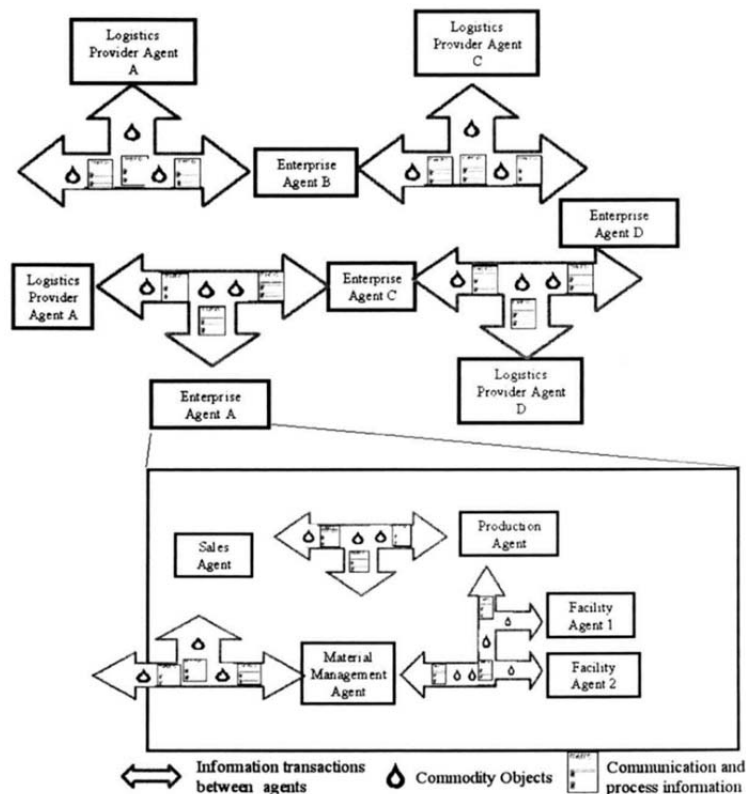 Logistics
Provider Agent
A
Logistics
Provider Agent
C
Enterprise
Agent B
Enterprise
Agent D
Logistics
Provider
Agent A
Enterprise
Agent C
Enterprise
Agent A
Logistics
Provider Agent
D
Sales
Agent
Production
Agent
Facility
Agent 1
Material
Management
Agent
Facility
Agent 2
Information transactions
between agents
Commodity Objects
Communication and
process information